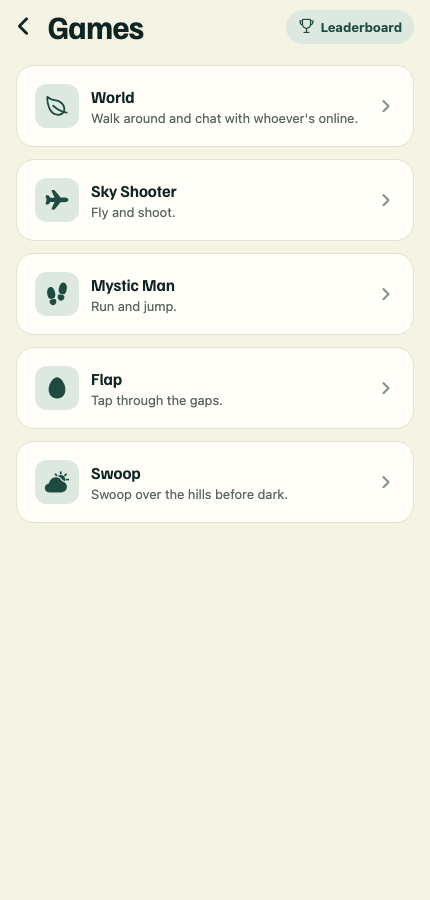 Games
Leaderboard
World
Walk around and chat with whoever's online.
Sky Shooter
Fly and shoot.
Mystic Man
Run and jump.
Flap
Tap through the gaps.
Swoop
Swoop over the hills before dark.